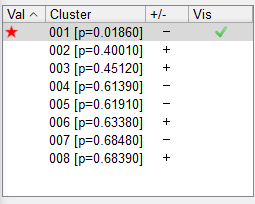 Val Cluster +/- Vis
001 [p=0.01860] −
002 [p=0.40010] +
003 [p=0.45120] +
004 [p=0.61390] −
005 [p=0.61910] −
006 [p=0.63380] +
007 [p=0.68480] −
008 [p=0.68390] +